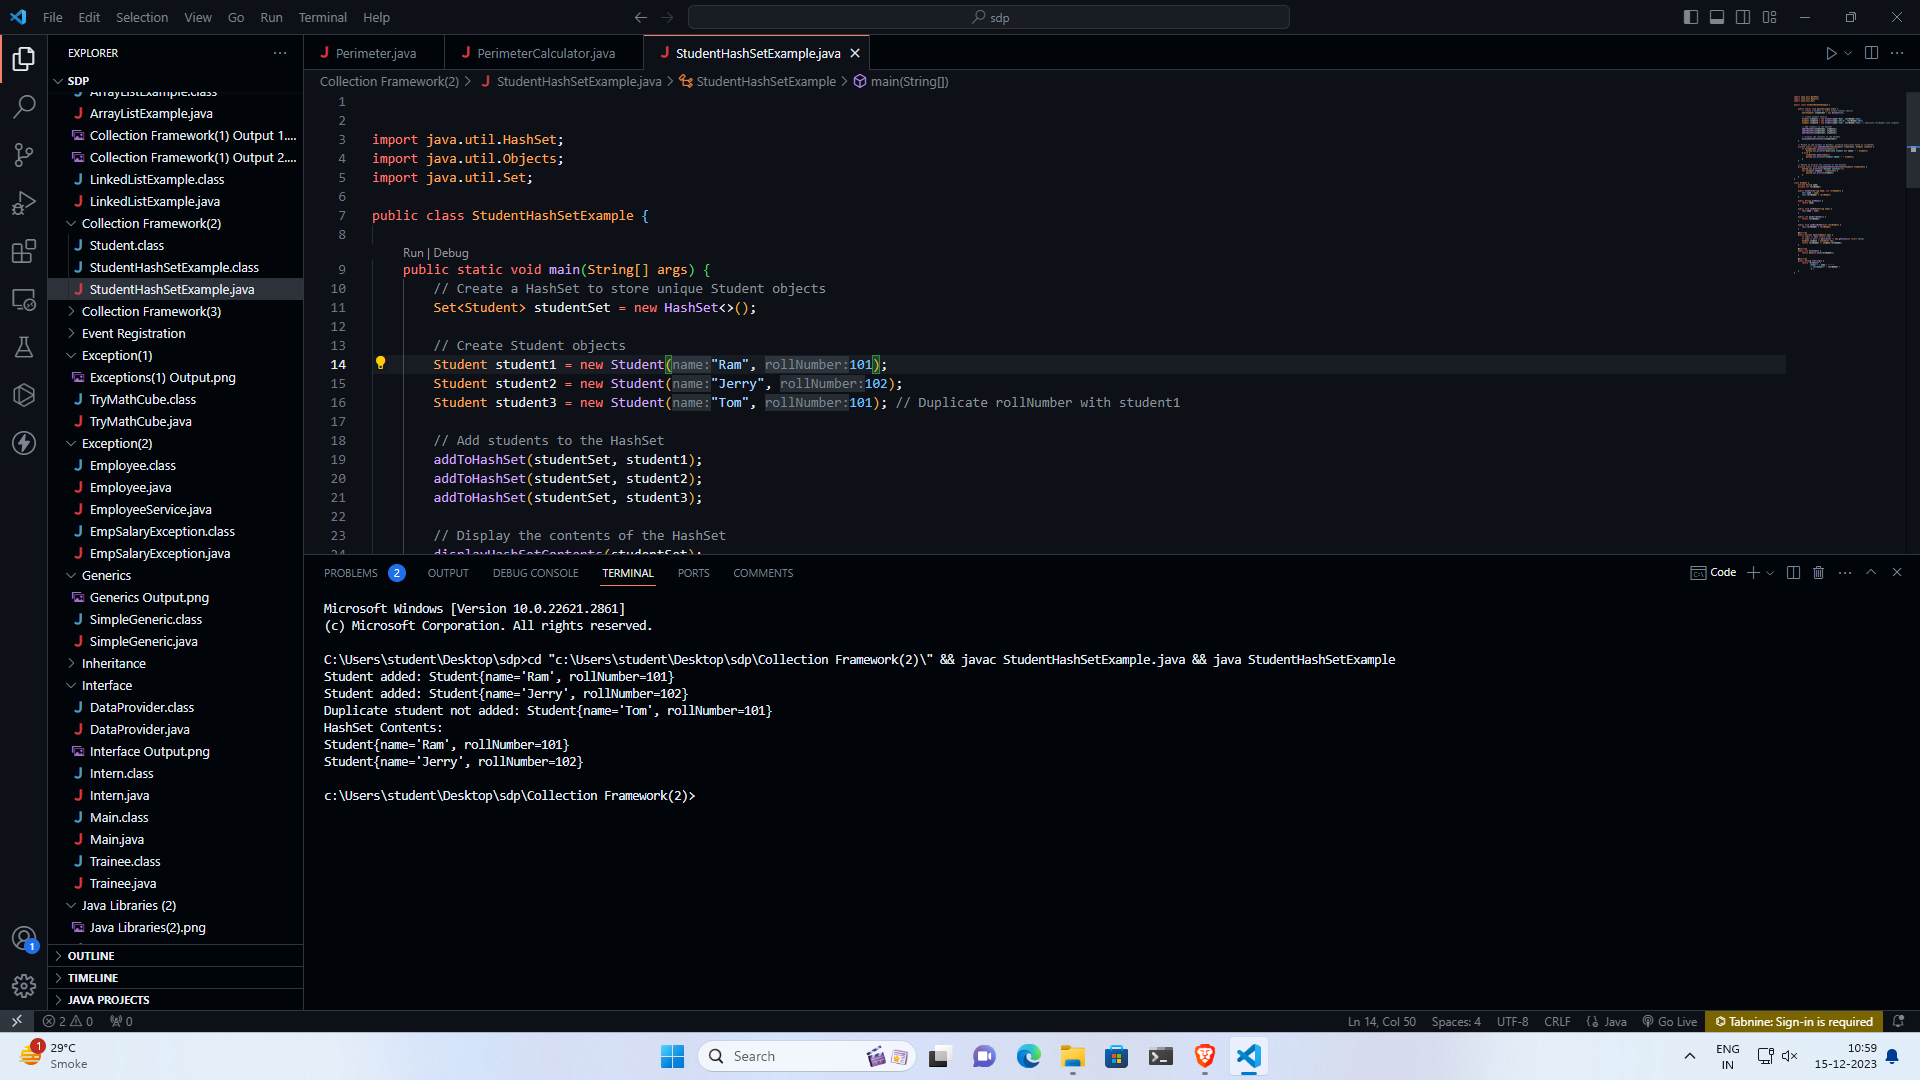 File Edit Selection View Go Run Terminal Help
sdp
EXPLORER
SDP
ArrayListExample.class
ArrayListExample.java
Collection Framework(1) Output 1....
Collection Framework(1) Output 2....
LinkedListExample.class
LinkedListExample.java
Collection Framework(2)
Student.class
StudentHashSetExample.class
StudentHashSetExample.java
Collection Framework(3)
Event Registration
Exception(1)
Exceptions(1) Output.png
TryMathCube.class
TryMathCube.java
Exception(2)
Employee.class
Employee.java
EmployeeService.java
EmpSalaryException.class
EmpSalaryException.java
Generics
Generics Output.png
SimpleGeneric.class
SimpleGeneric.java
Inheritance
Interface
DataProvider.class
DataProvider.java
Interface Output.png
Intern.class
Intern.java
Main.class
Main.java
Trainee.class
Trainee.java
Java Libraries (2)
Java Libraries(2).png
OUTLINE
TIMELINE
JAVA PROJECTS
Perimeter.java PerimeterCalculator.java StudentHashSetExample.java
Collection Framework(2) > StudentHashSetExample.java > StudentHashSetExample > main(String[])
1
2
3 import java.util.HashSet;
4 import java.util.Objects;
5 import java.util.Set;
6
7 public class StudentHashSetExample {
8
Run | Debug
9 public static void main(String[] args) {
10 // Create a HashSet to store unique Student objects
11 Set<Student> studentSet = new HashSet<>();
12
13 // Create Student objects
14 Student student1 = new Student(name:"Ram", rollNumber:101);
15 Student student2 = new Student(name:"Jerry", rollNumber:102);
16 Student student3 = new Student(name:"Tom", rollNumber:101); // Duplicate rollNumber with student1
17
18 // Add students to the HashSet
19 addToHashSet(studentSet, student1);
20 addToHashSet(studentSet, student2);
21 addToHashSet(studentSet, student3);
22
23 // Display the contents of the HashSet
24 displayHashSetContents(studentSet);
PROBLEMS 2 OUTPUT DEBUG CONSOLE TERMINAL PORTS COMMENTS
Code
Microsoft Windows [Version 10.0.22621.2861]
(c) Microsoft Corporation. All rights reserved.
C:\Users\student\Desktop\sdp>cd "c:\Users\student\Desktop\sdp\Collection Framework(2)\" && javac StudentHashSetExample.java && java StudentHashSetExample
Student added: Student{name='Ram', rollNumber=101}
Student added: Student{name='Jerry', rollNumber=102}
Duplicate student not added: Student{name='Tom', rollNumber=101}
HashSet Contents:
Student{name='Ram', rollNumber=101}
Student{name='Jerry', rollNumber=102}
c:\Users\student\Desktop\sdp\Collection Framework(2)>
1
2 0 0
Ln 14, Col 50 Spaces: 4 UTF-8 CRLF Java Go Live Tabnine: Sign-in is required
1
29°C
Smoke
Search
ENG
IN
10:59
15-12-2023